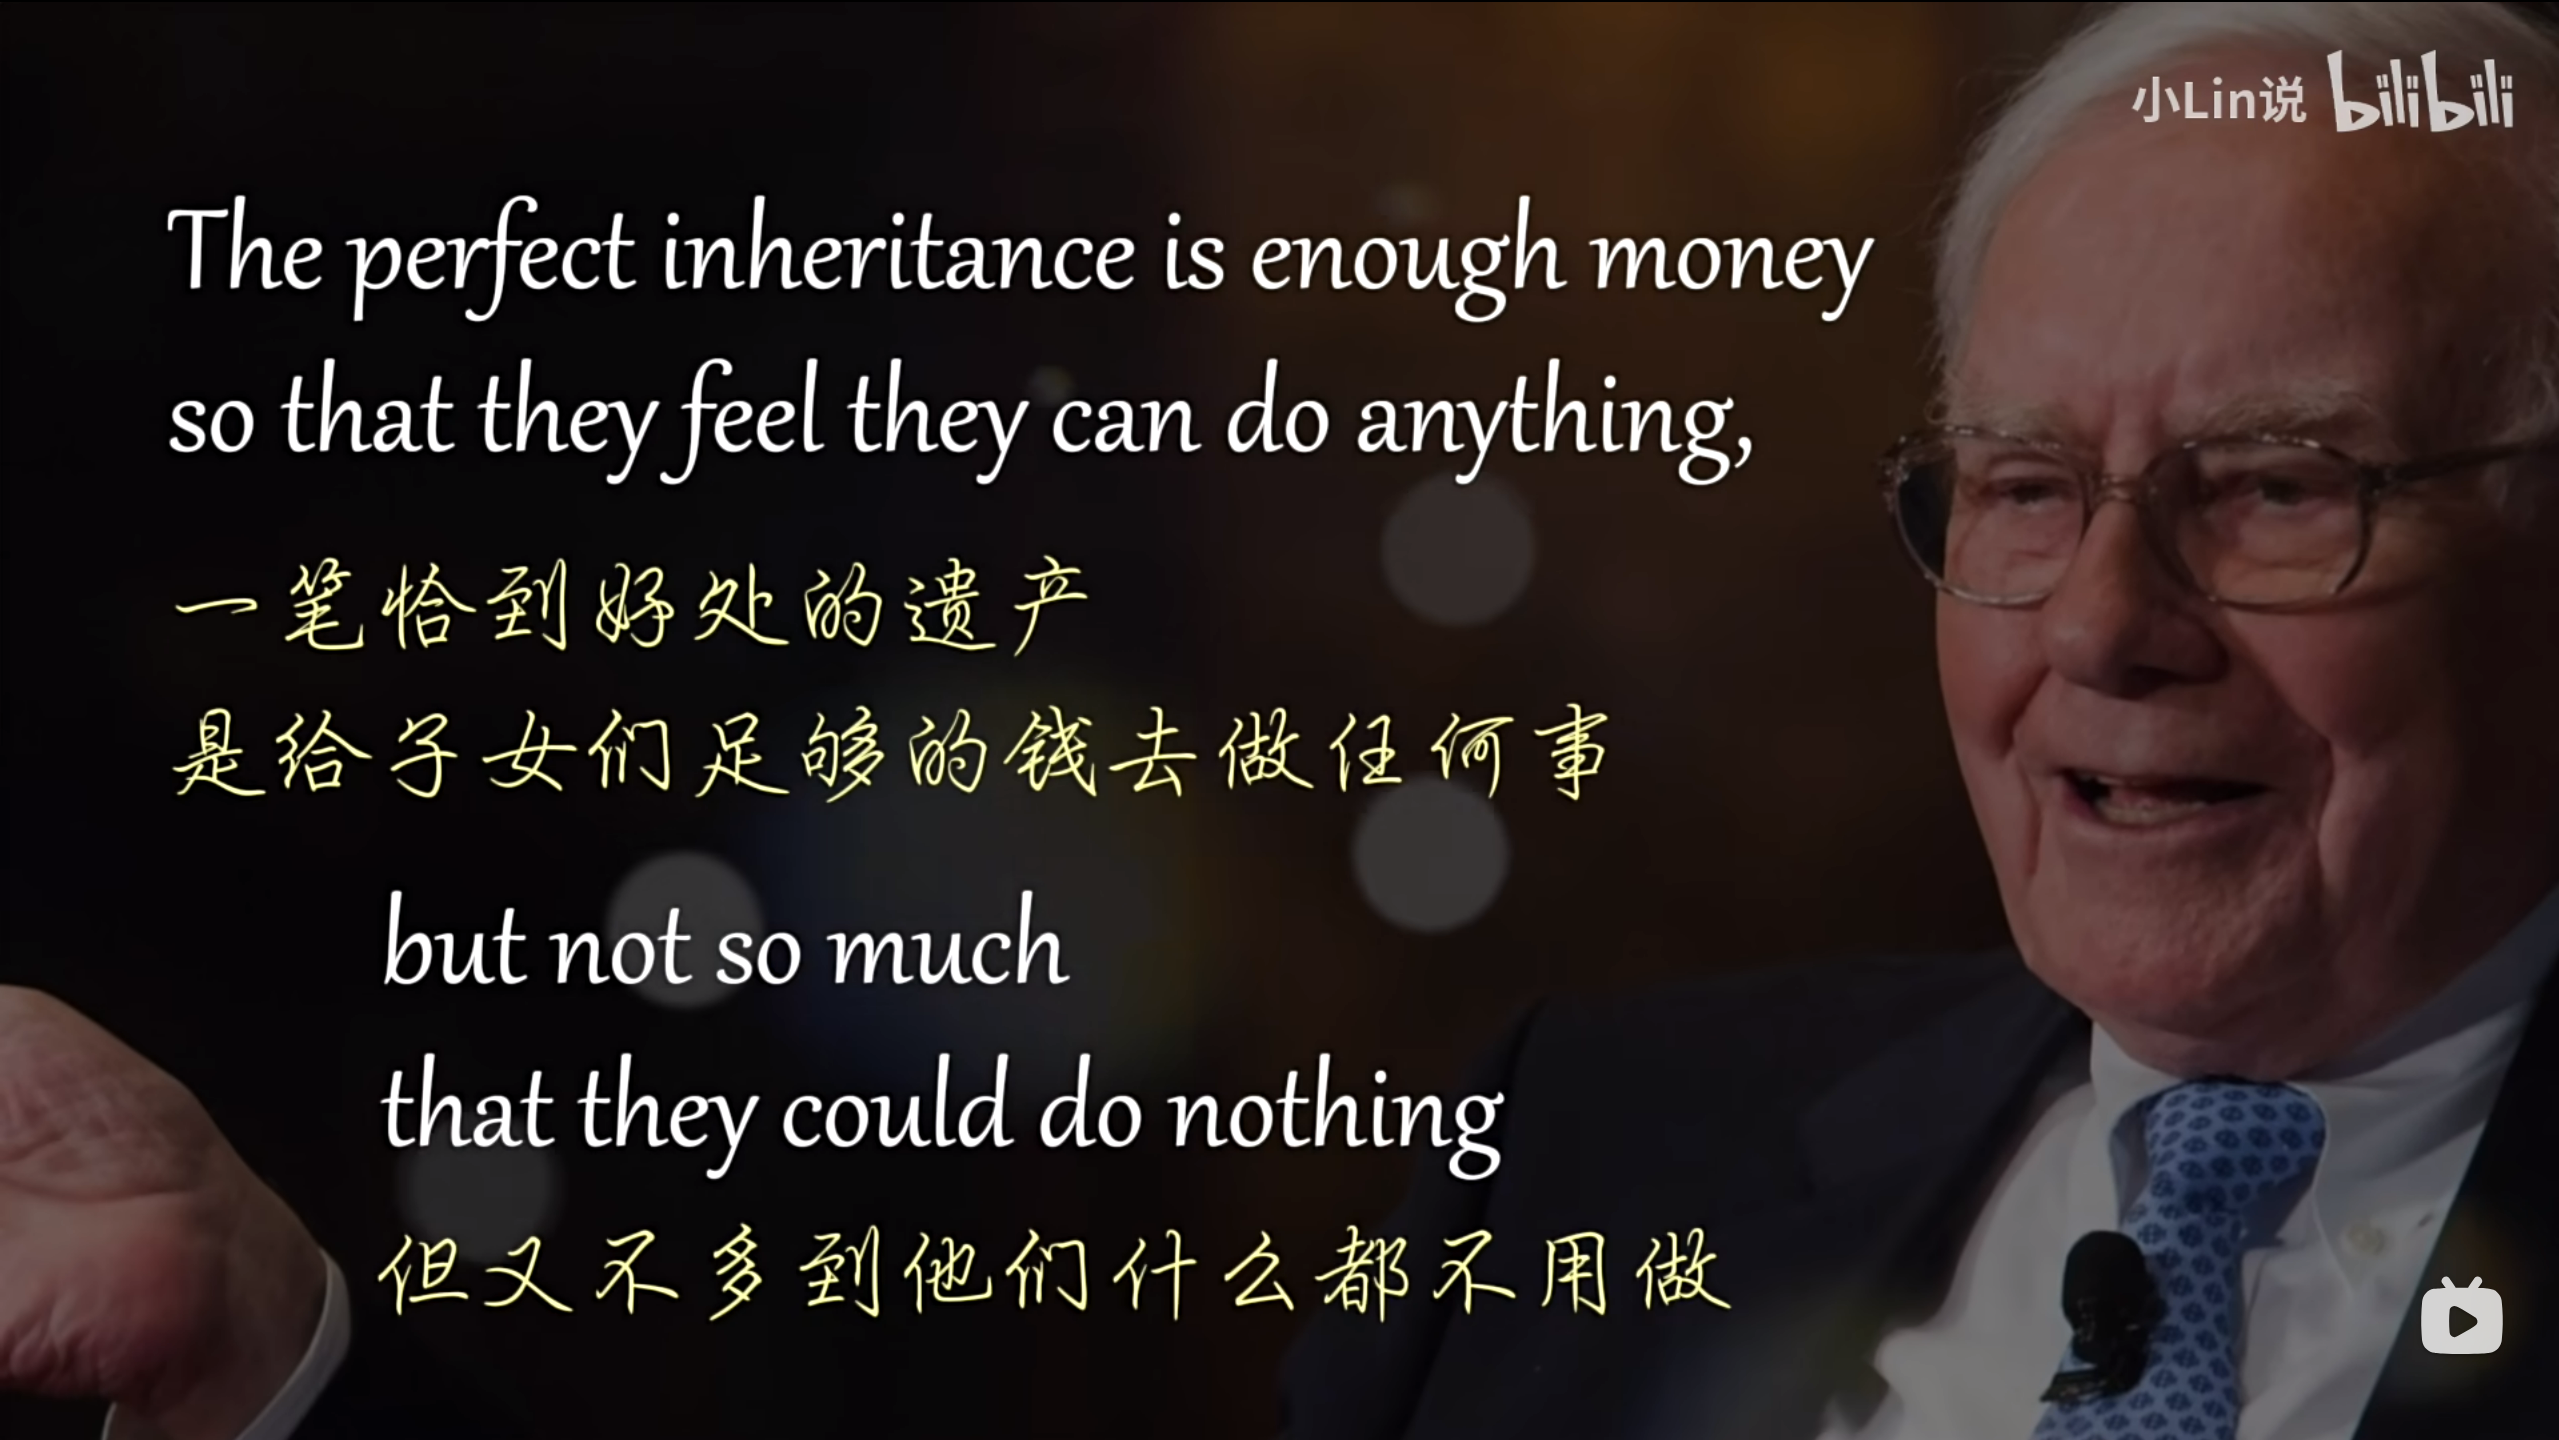 小Lin说 bilibili
The perfect inheritance is enough money
so that they feel they can do anything,
一笔恰到好处的遗产
是给子女们足够的钱去做任何事
but not so much
that they could do nothing
但又不多到他们什么都不用做